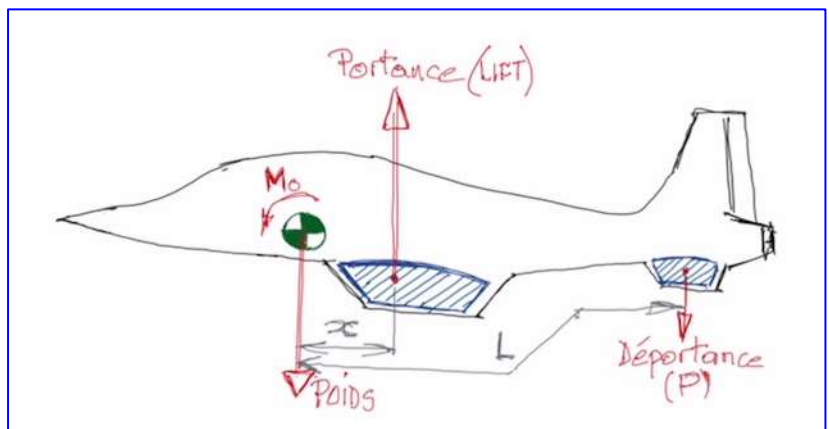 Portance (LIFT)
Mo
x
L
POIDS
Déportance
(P)